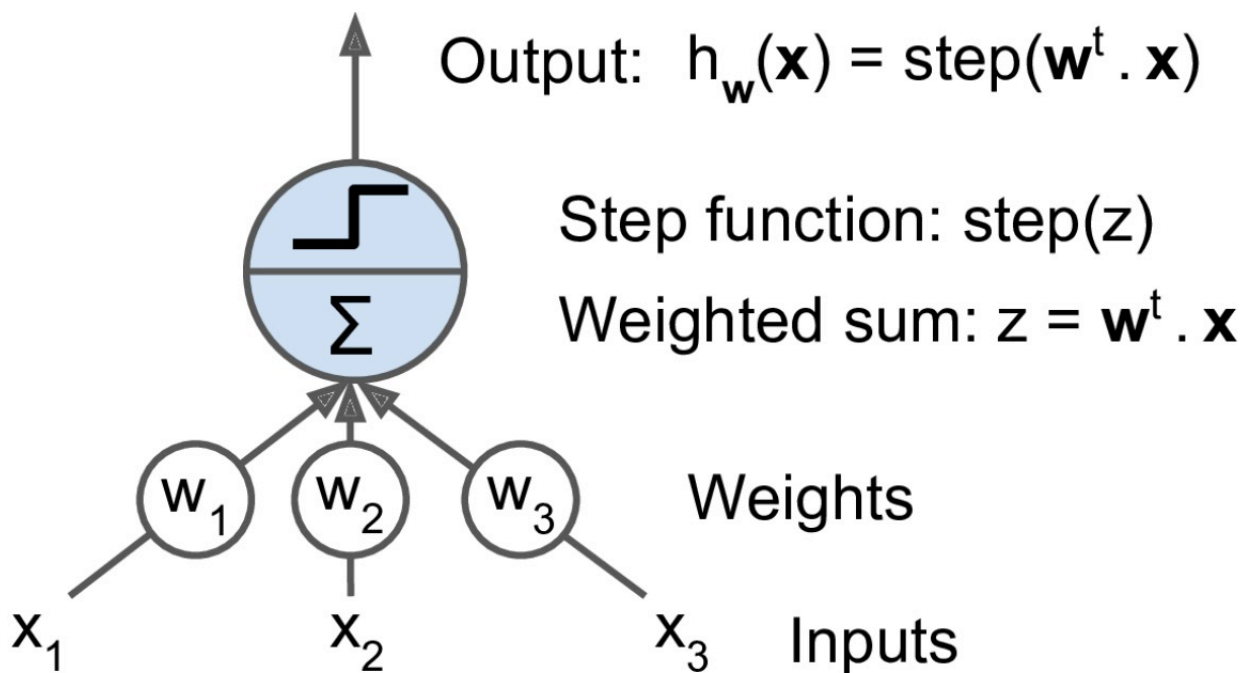 Output: h_w(x) = step(w^t . x)
Step function: step(z)
Σ
Weighted sum: z = w^t . x
w_1 w_2 w_3 Weights
x_1 x_2 x_3 Inputs